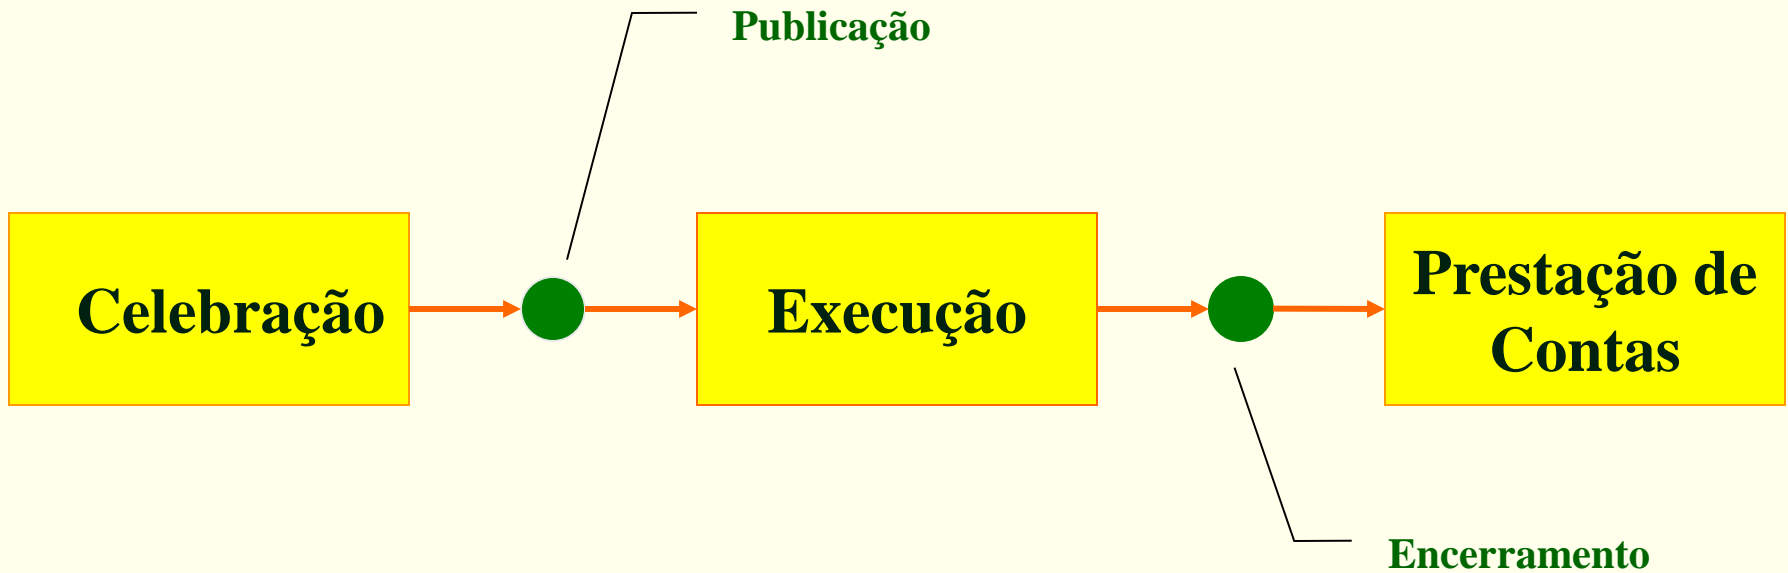 Publicação
Celebração
Execução
Prestação de
Contas
Encerramento